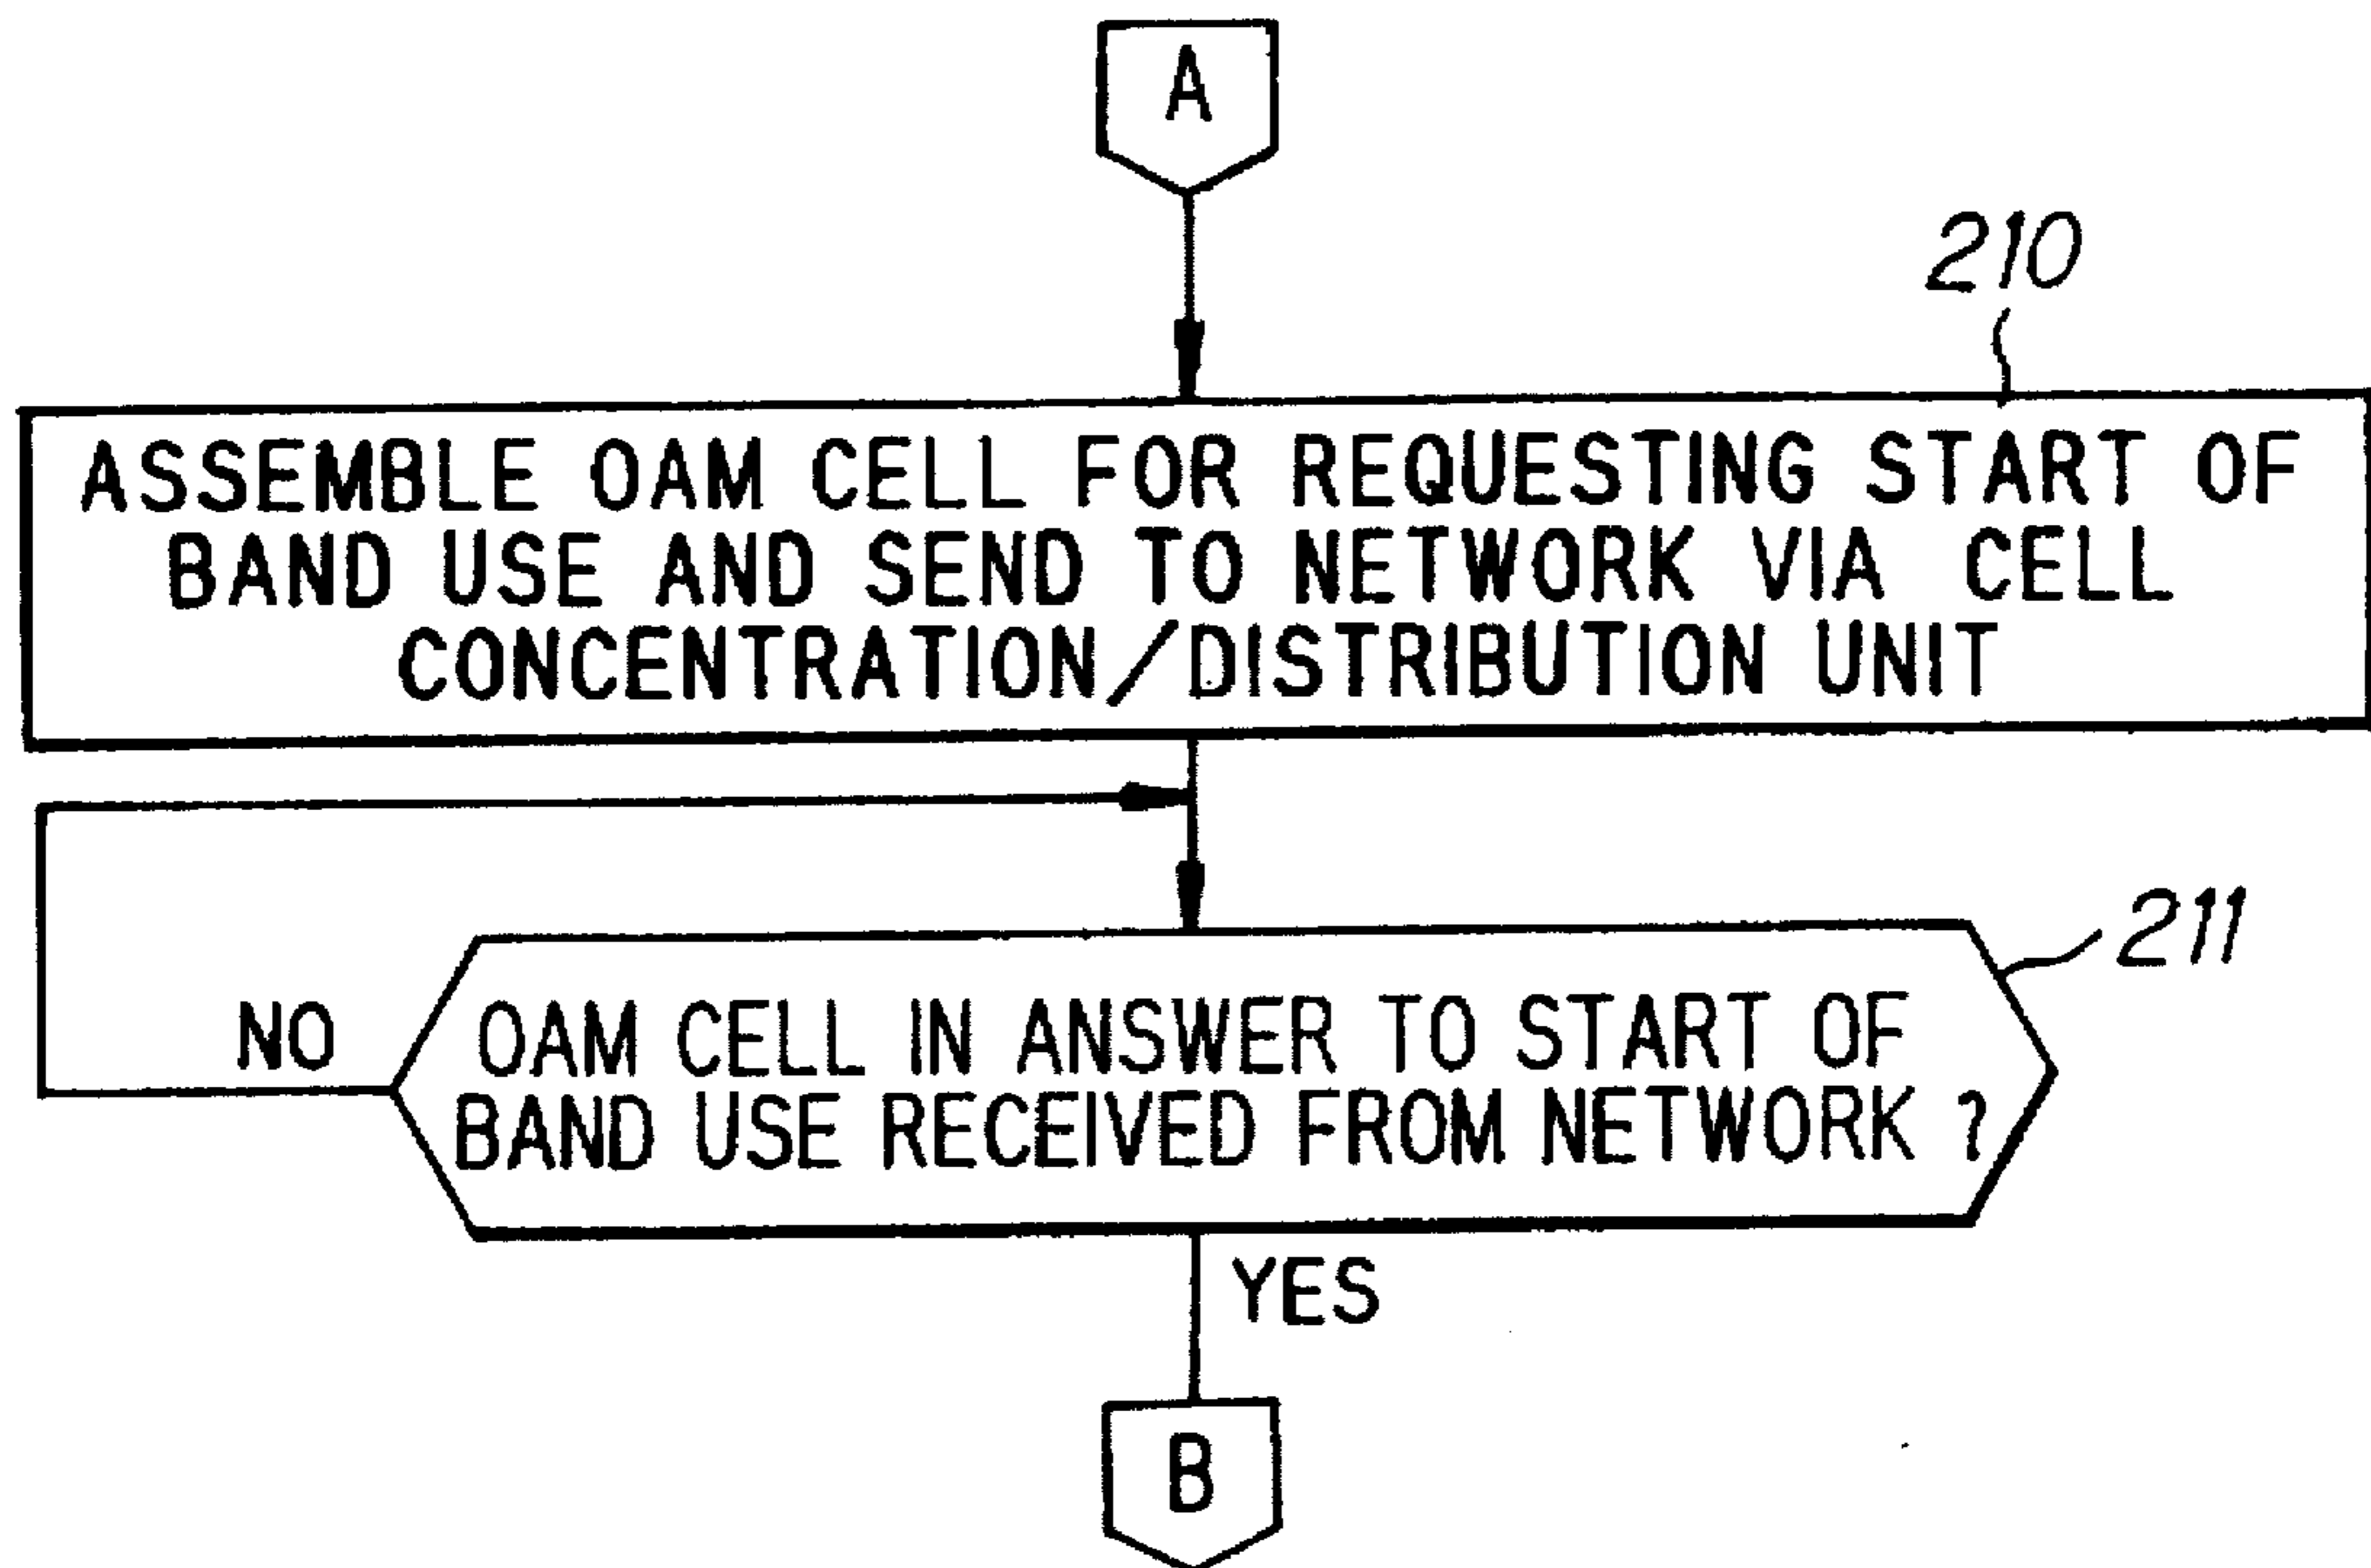 A
210
ASSEMBLE OAM CELL FOR REQUESTING START OF
BAND USE AND SEND TO NETWORK VIA CELL
CONCENTRATION/DISTRIBUTION UNIT
211
NO
OAM CELL IN ANSWER TO START OF
BAND USE RECEIVED FROM NETWORK ?
YES
B